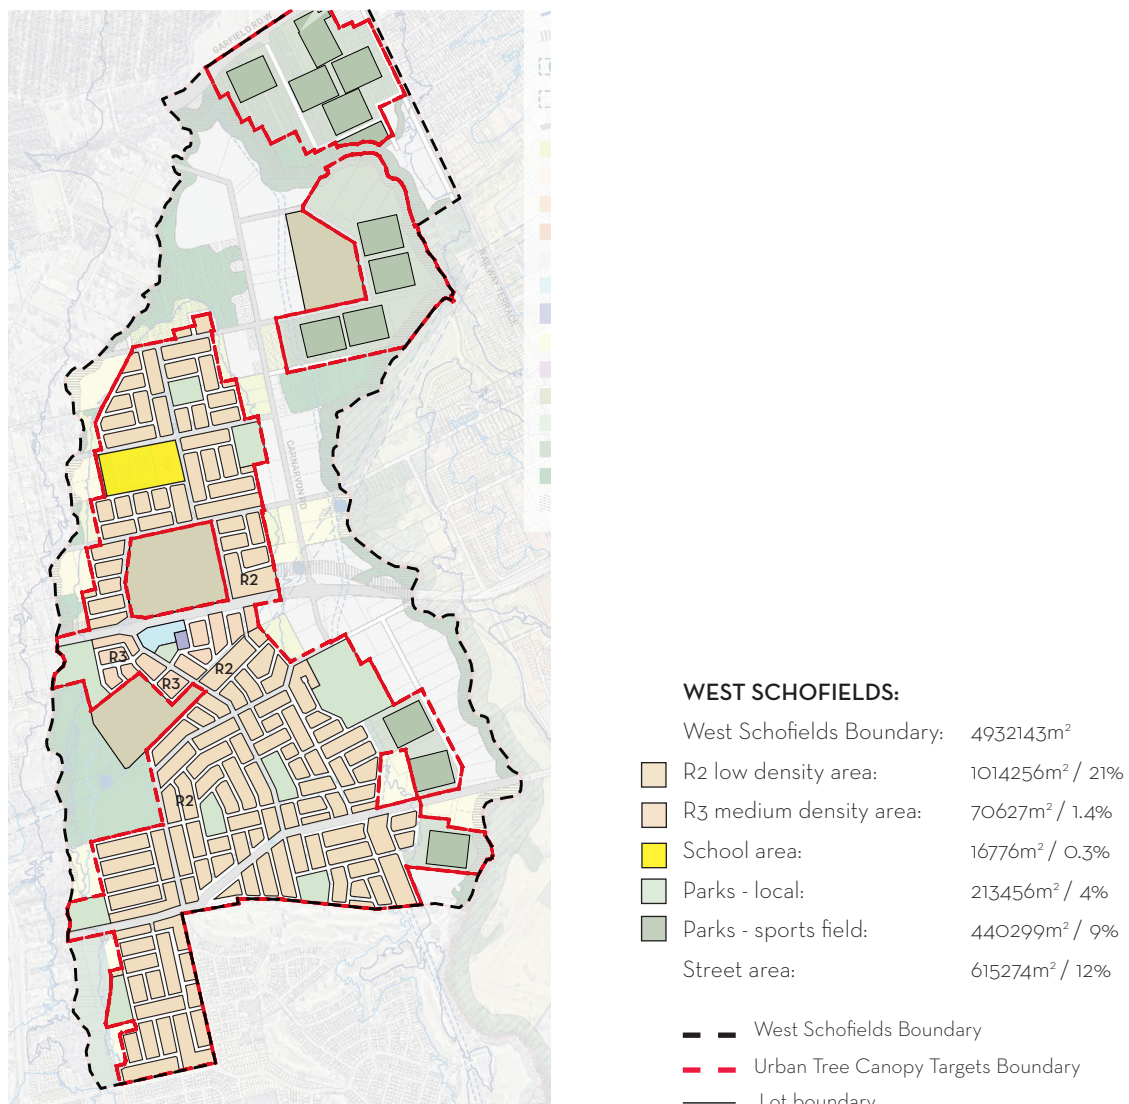 GARFIELD RD W
RAILWAY TERRACE
CARNARVON RD
R2
R3
R2
R3
R2
WEST SCHOFIELDS:
West Schofields Boundary: 4932143m²
R2 low density area: 1014256m² / 21%
R3 medium density area: 70627m² / 1.4%
School area: 16776m² / 0.3%
Parks - local: 213456m² / 4%
Parks - sports field: 440299m² / 9%
Street area: 615274m² / 12%
West Schofields Boundary
Urban Tree Canopy Targets Boundary
Lot boundary